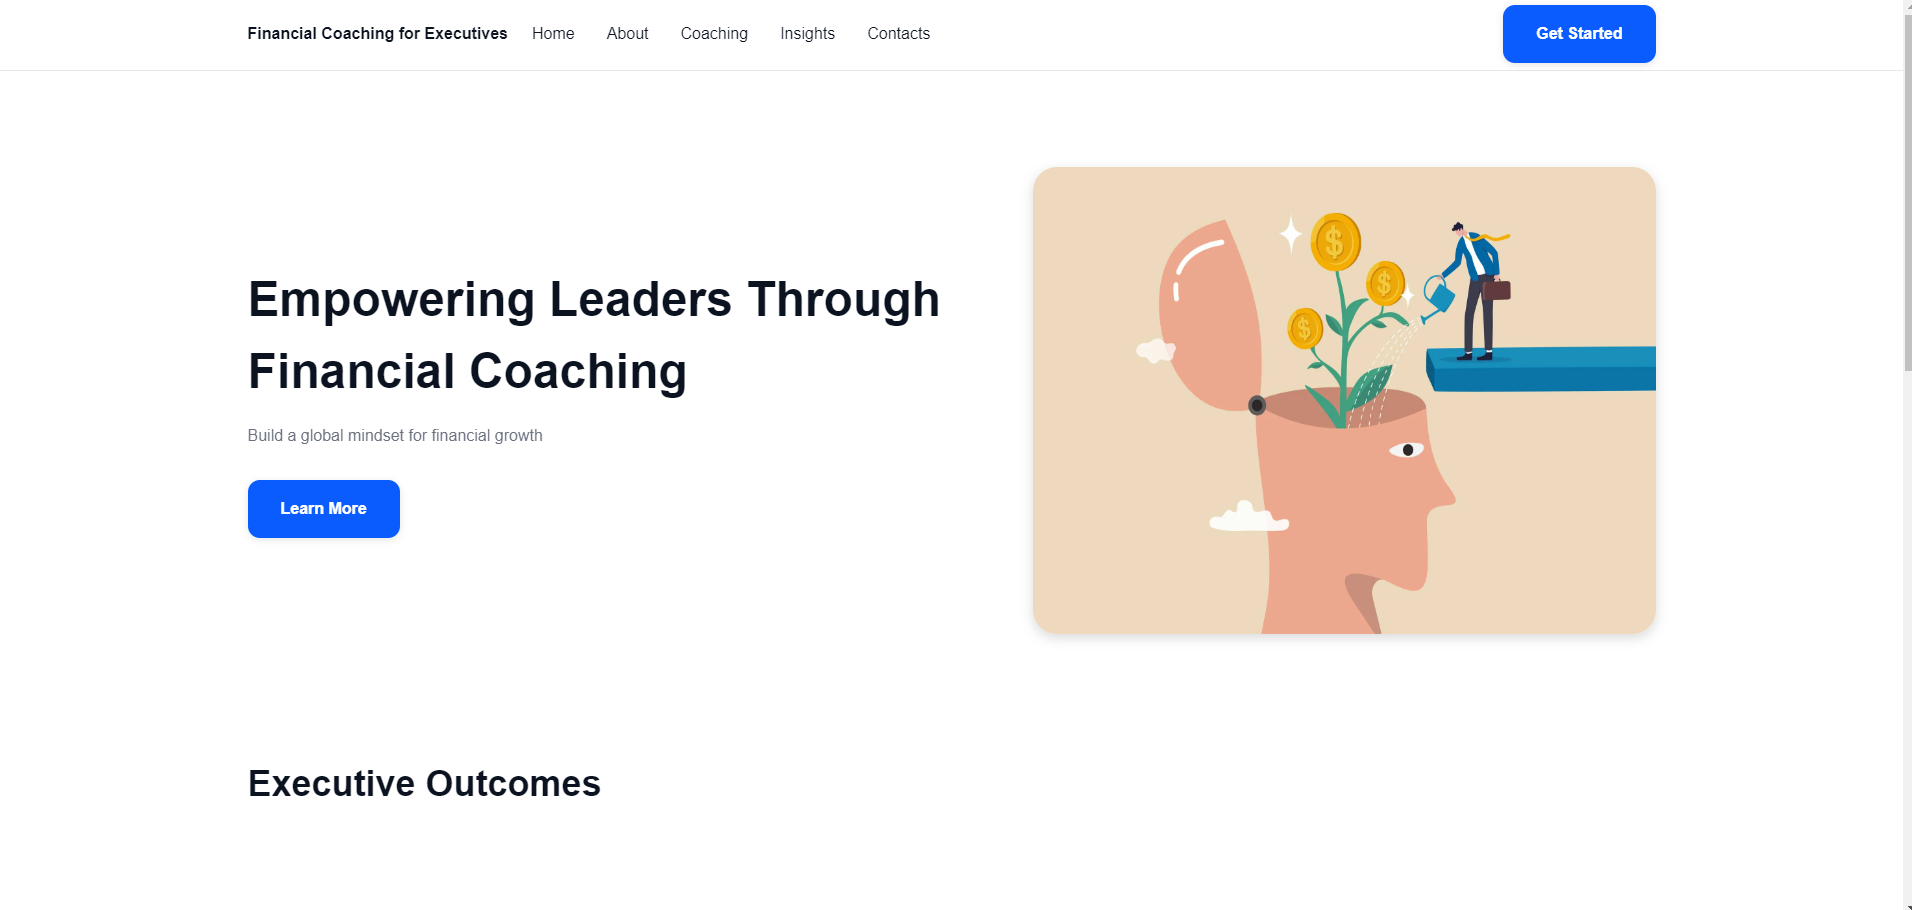 Financial Coaching for Executives Home About Coaching Insights Contacts Get Started
Empowering Leaders Through
Financial Coaching
Build a global mindset for financial growth
Learn More
$
$
$
Executive Outcomes